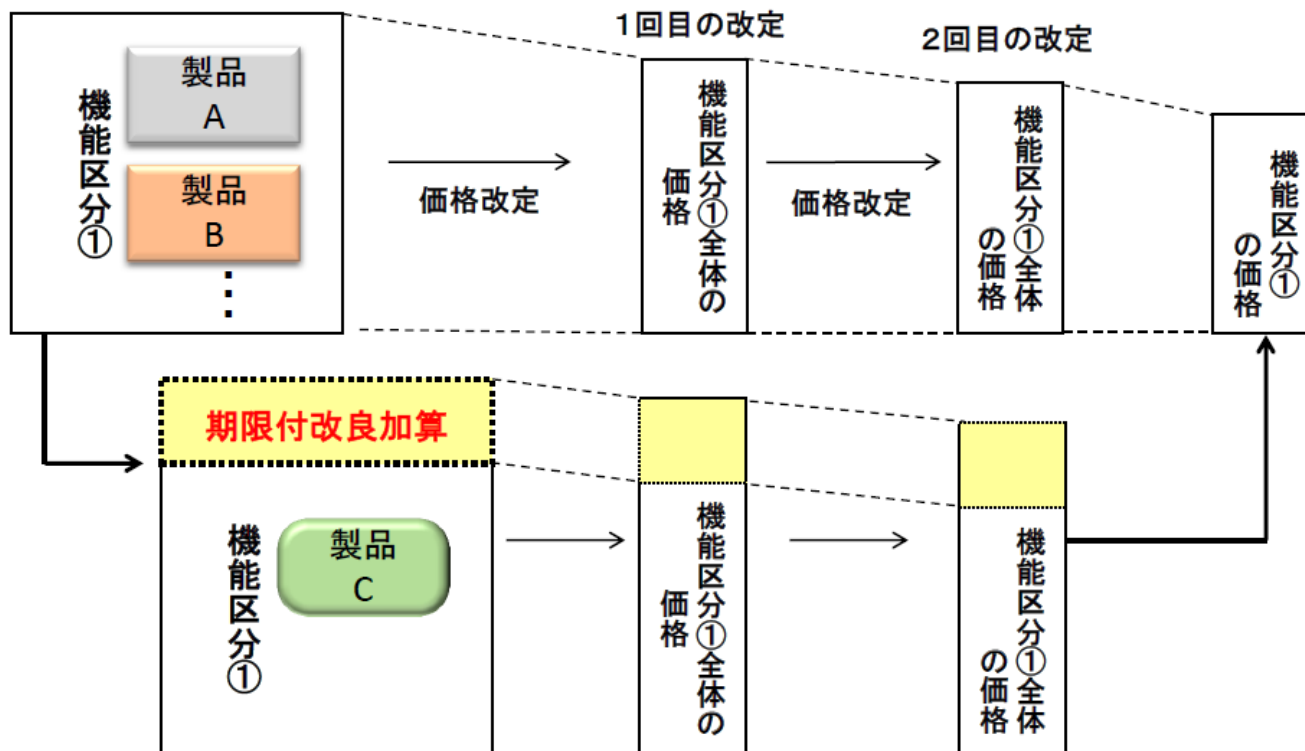 1回目の改定
2回目の改定
機能区分①
製品
A
製品
B
⋮
価格改定
機能区分①全体の
価格
価格改定
機能区分①全体
の価格
機能区分①
の価格
期限付改良加算
機能区分①
製品
C
機能区分①全体の
価格
機能区分①全体
の価格